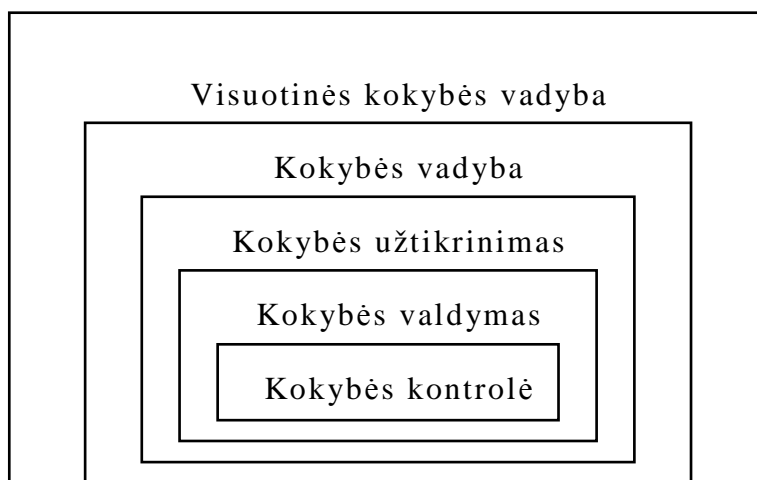 Visuotinės kokybės vadyba
Kokybės vadyba
Kokybės užtikrinimas
Kokybės valdymas
Kokybės kontrolė